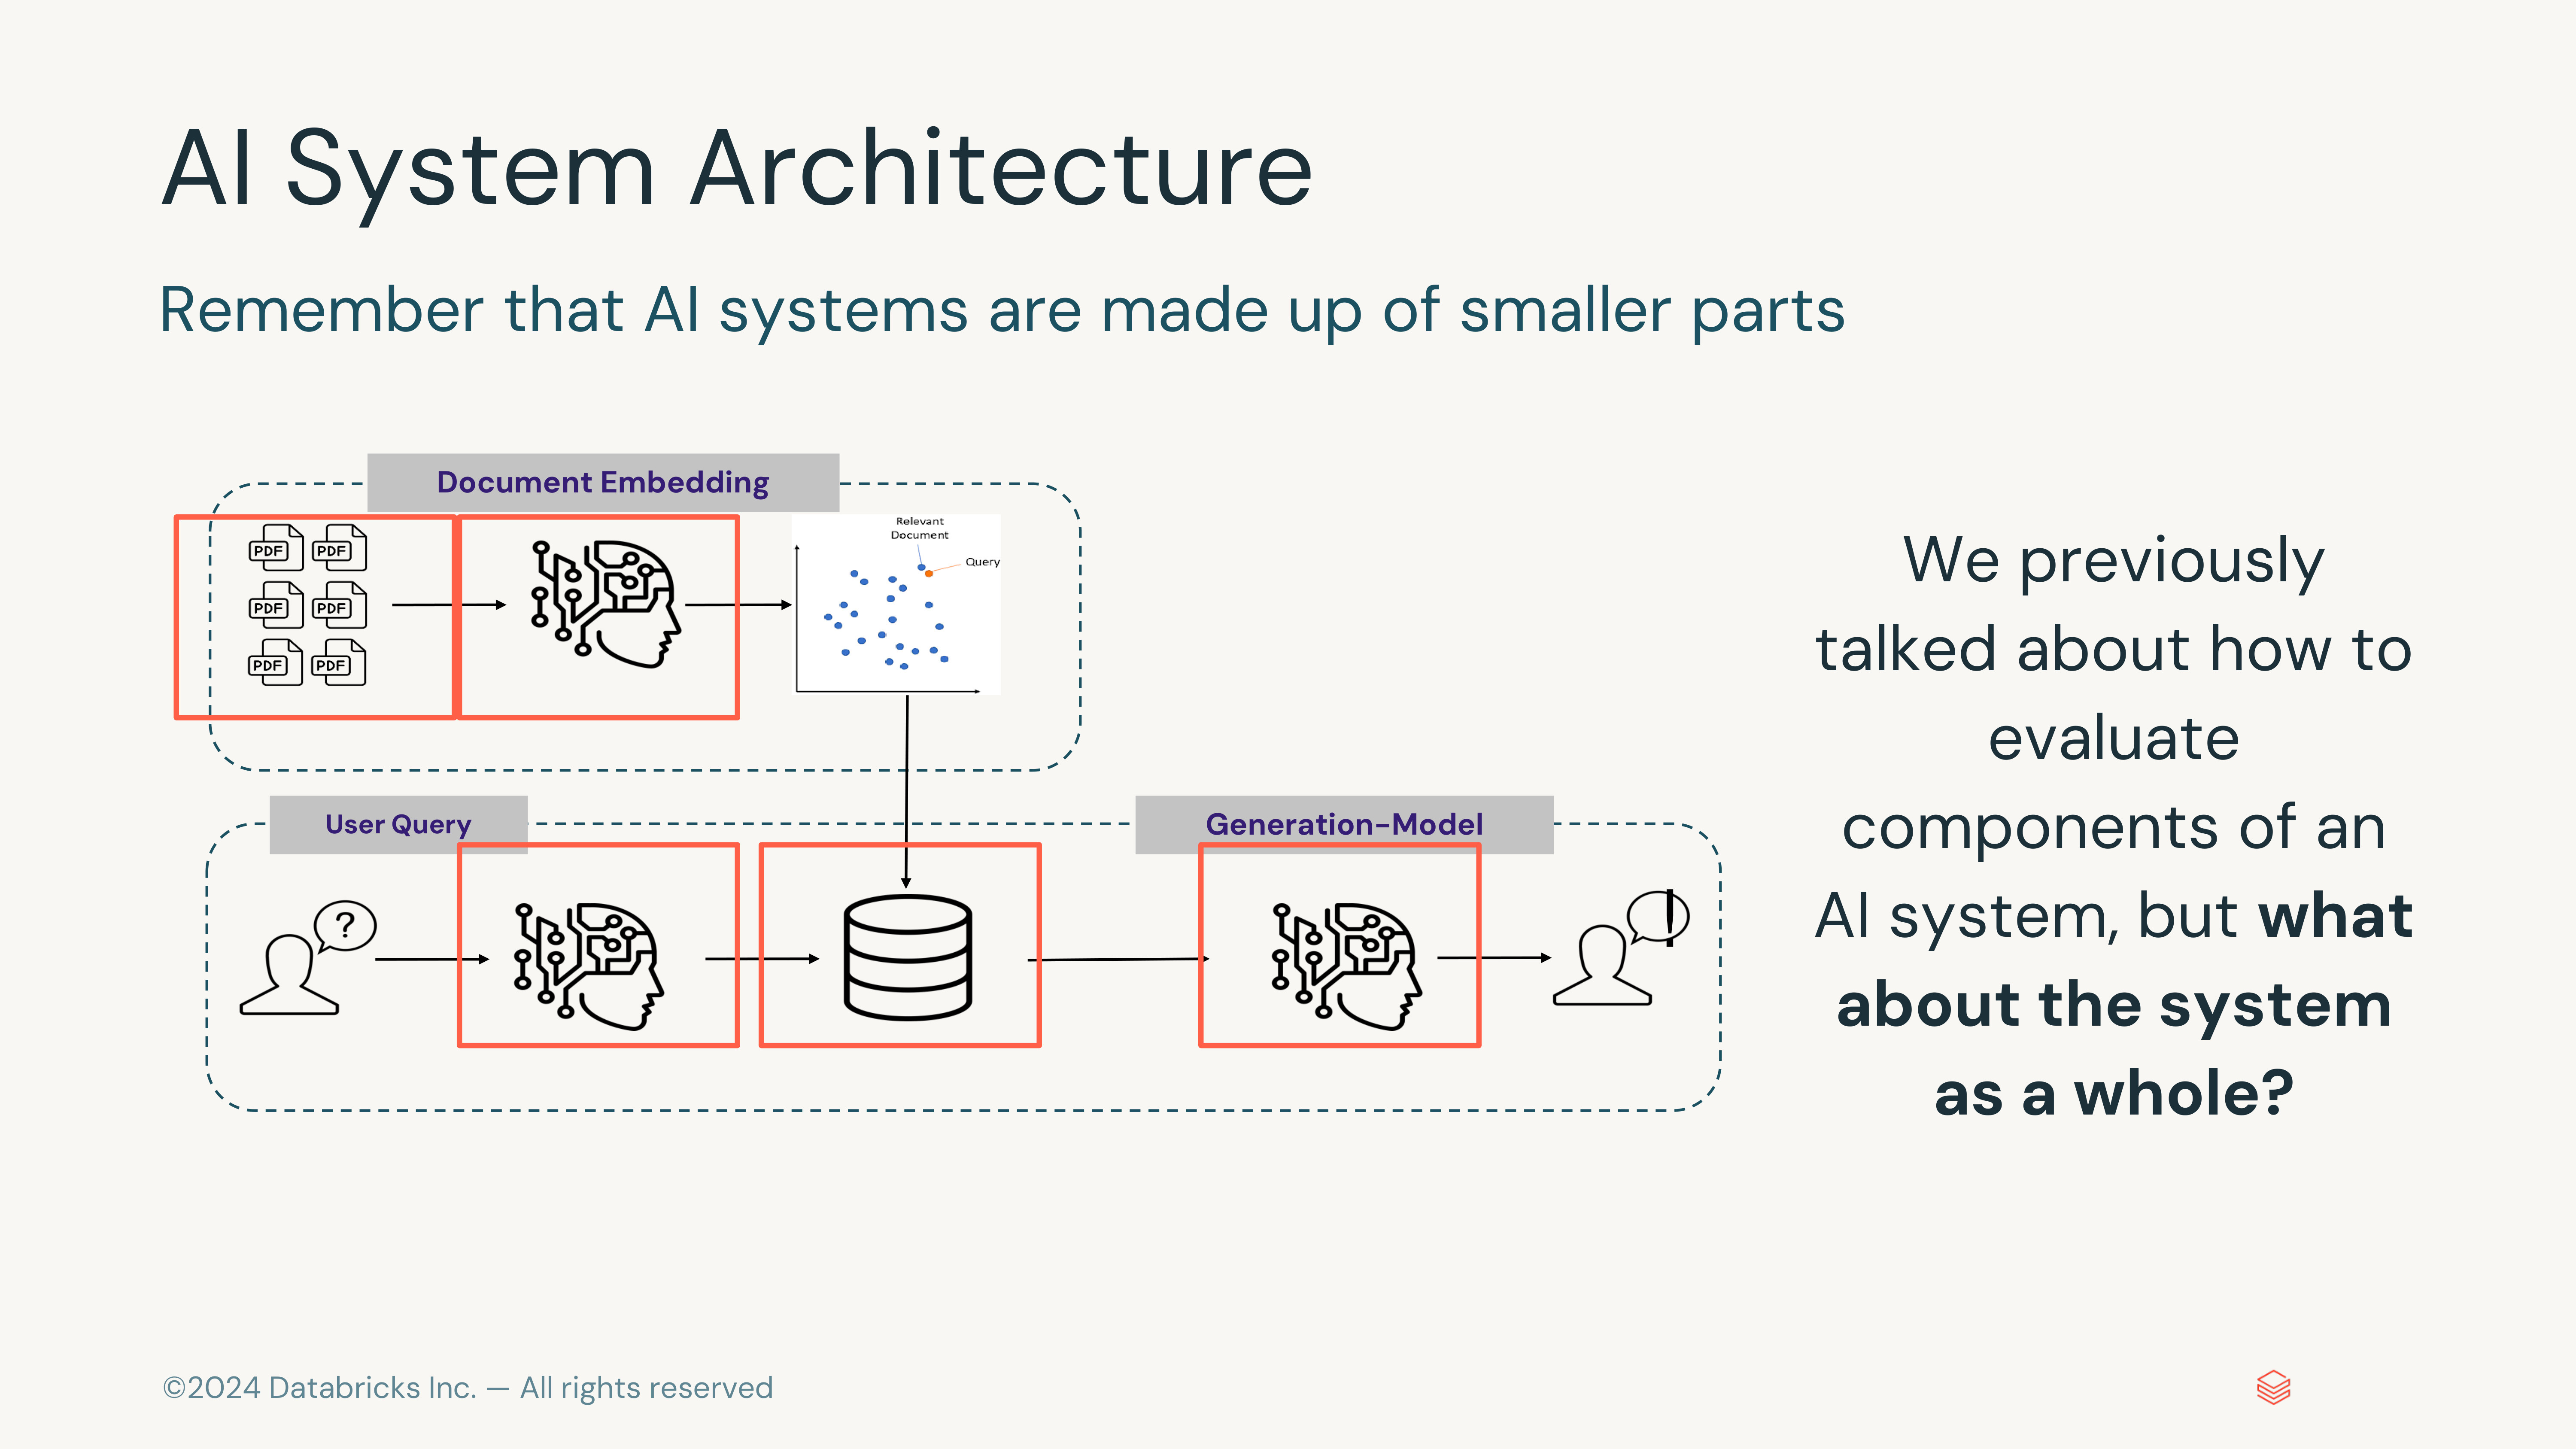 AI System Architecture
Remember that AI systems are made up of smaller parts
Document Embedding
PDF PDF
PDF PDF
PDF PDF
Relevant
Document
Query
User Query
Generation-Model
?
!
We previously
talked about how to
evaluate
components of an
AI system, but what
about the system
as a whole?
©2024 Databricks Inc. — All rights reserved